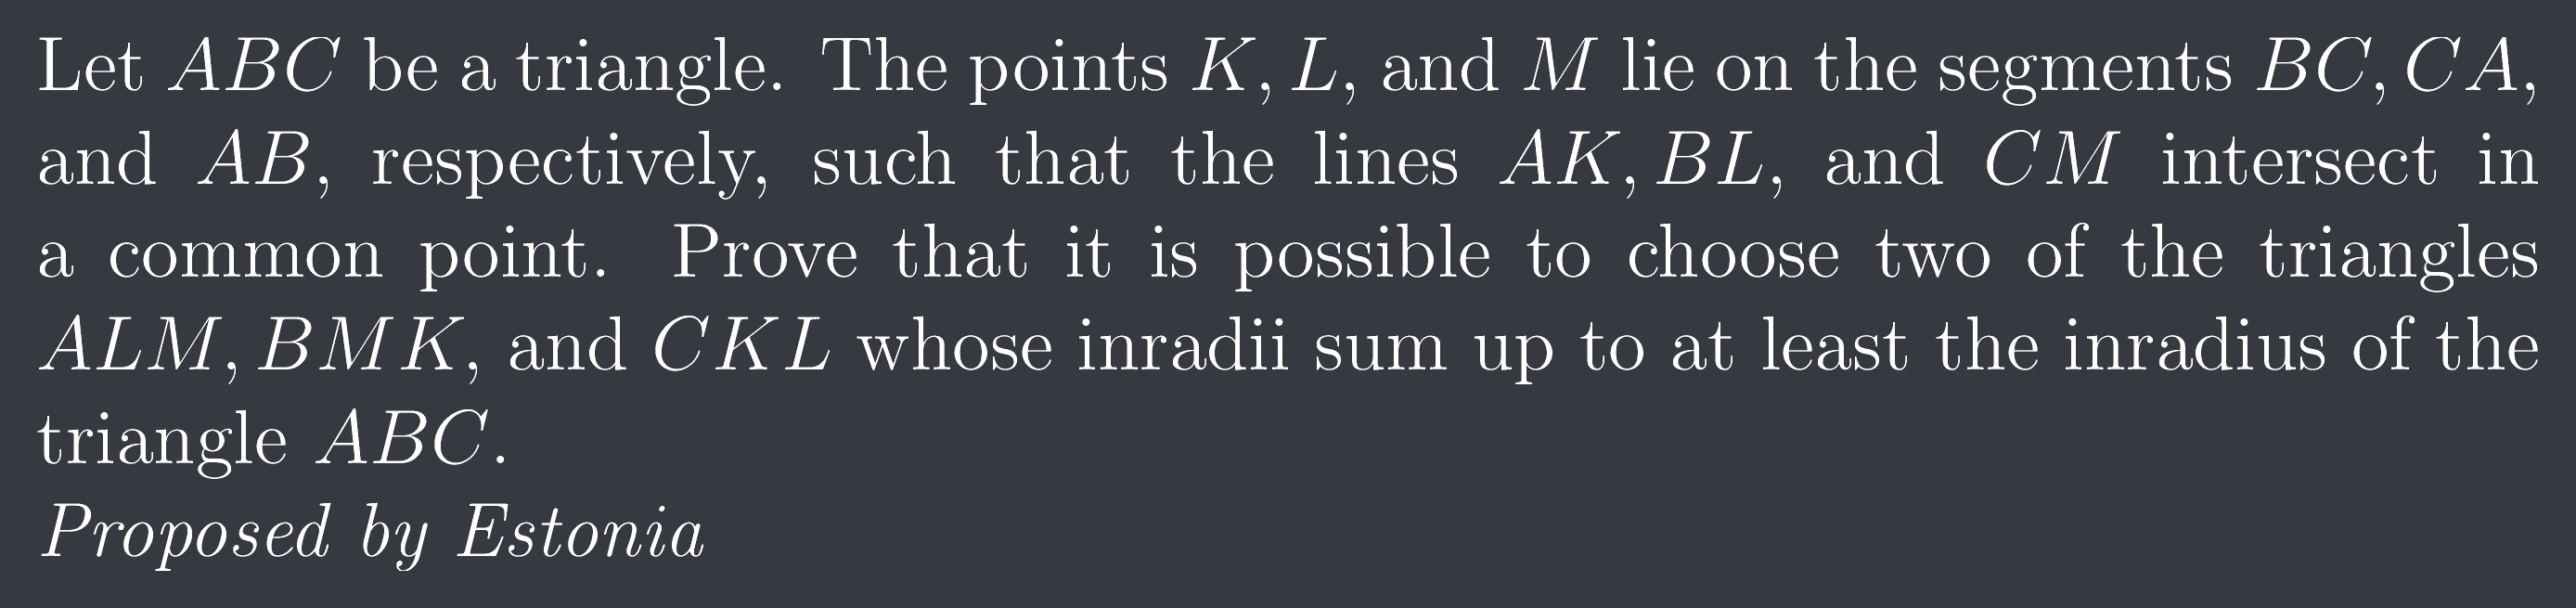 Let ABC be a triangle. The points K, L, and M lie on the segments BC, CA,
and AB, respectively, such that the lines AK, BL, and CM intersect in
a common point. Prove that it is possible to choose two of the triangles
ALM, BMK, and CKL whose inradii sum up to at least the inradius of the
triangle ABC.
Proposed by Estonia